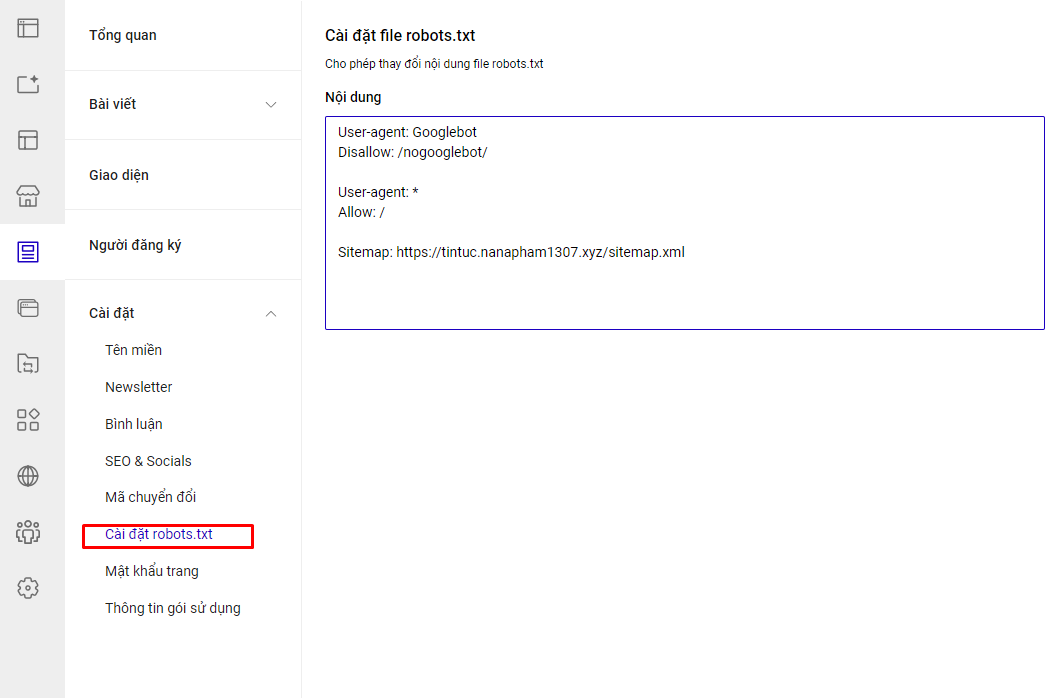 Tổng quan
Bài viết
Giao diện
Người đăng ký
Cài đặt
Tên miền
Newsletter
Bình luận
SEO & Socials
Mã chuyển đổi
Cài đặt robots.txt
Mật khẩu trang
Thông tin gói sử dụng
Cài đặt file robots.txt
Cho phép thay đổi nội dung file robots.txt
Nội dung
User-agent: Googlebot
Disallow: /nogooglebot/
User-agent: *
Allow: /
Sitemap: https://tintuc.nanapham1307.xyz/sitemap.xml